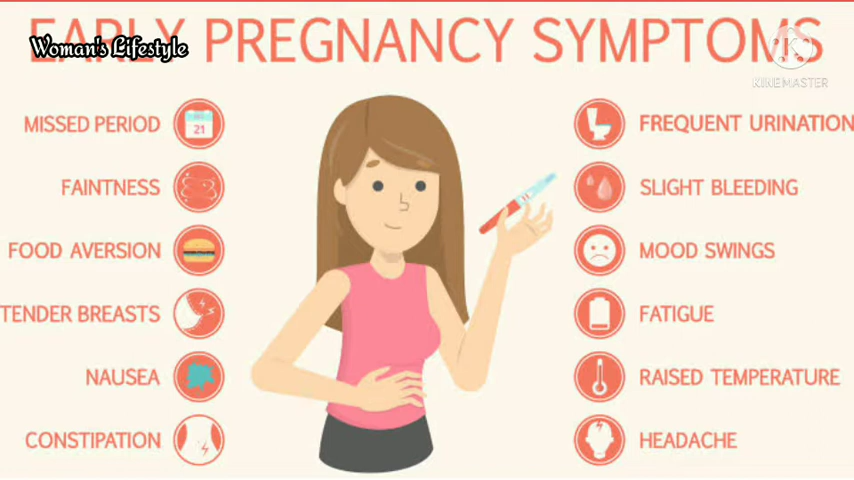 EARLY PREGNANCY SYMPTOMS
Woman's Lifestyle
KINEMASTER
MISSED PERIOD
21
FAINTNESS
FOOD AVERSION
TENDER BREASTS
NAUSEA
CONSTIPATION
FREQUENT URINATION
SLIGHT BLEEDING
MOOD SWINGS
FATIGUE
RAISED TEMPERATURE
HEADACHE